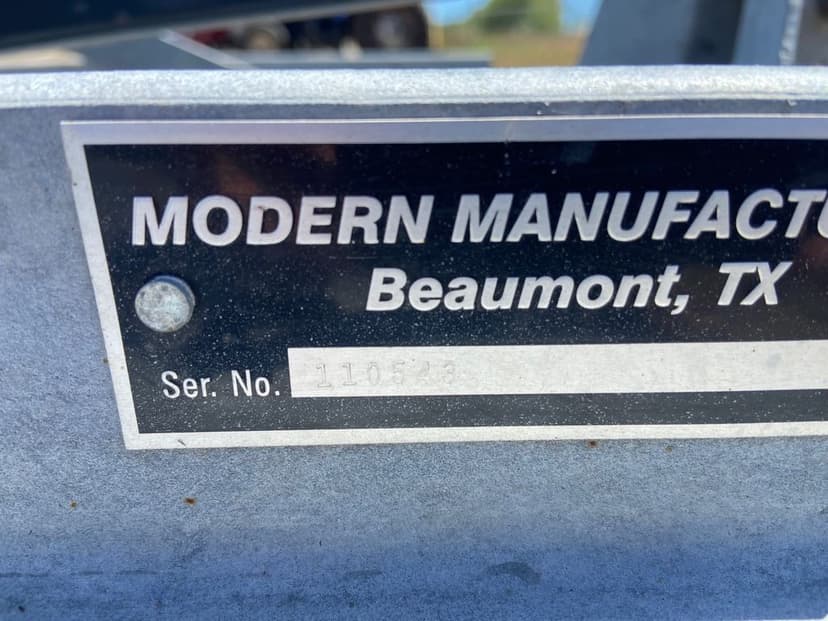 MODERN MANUFACTU
Beaumont, TX
Ser. No. 110543